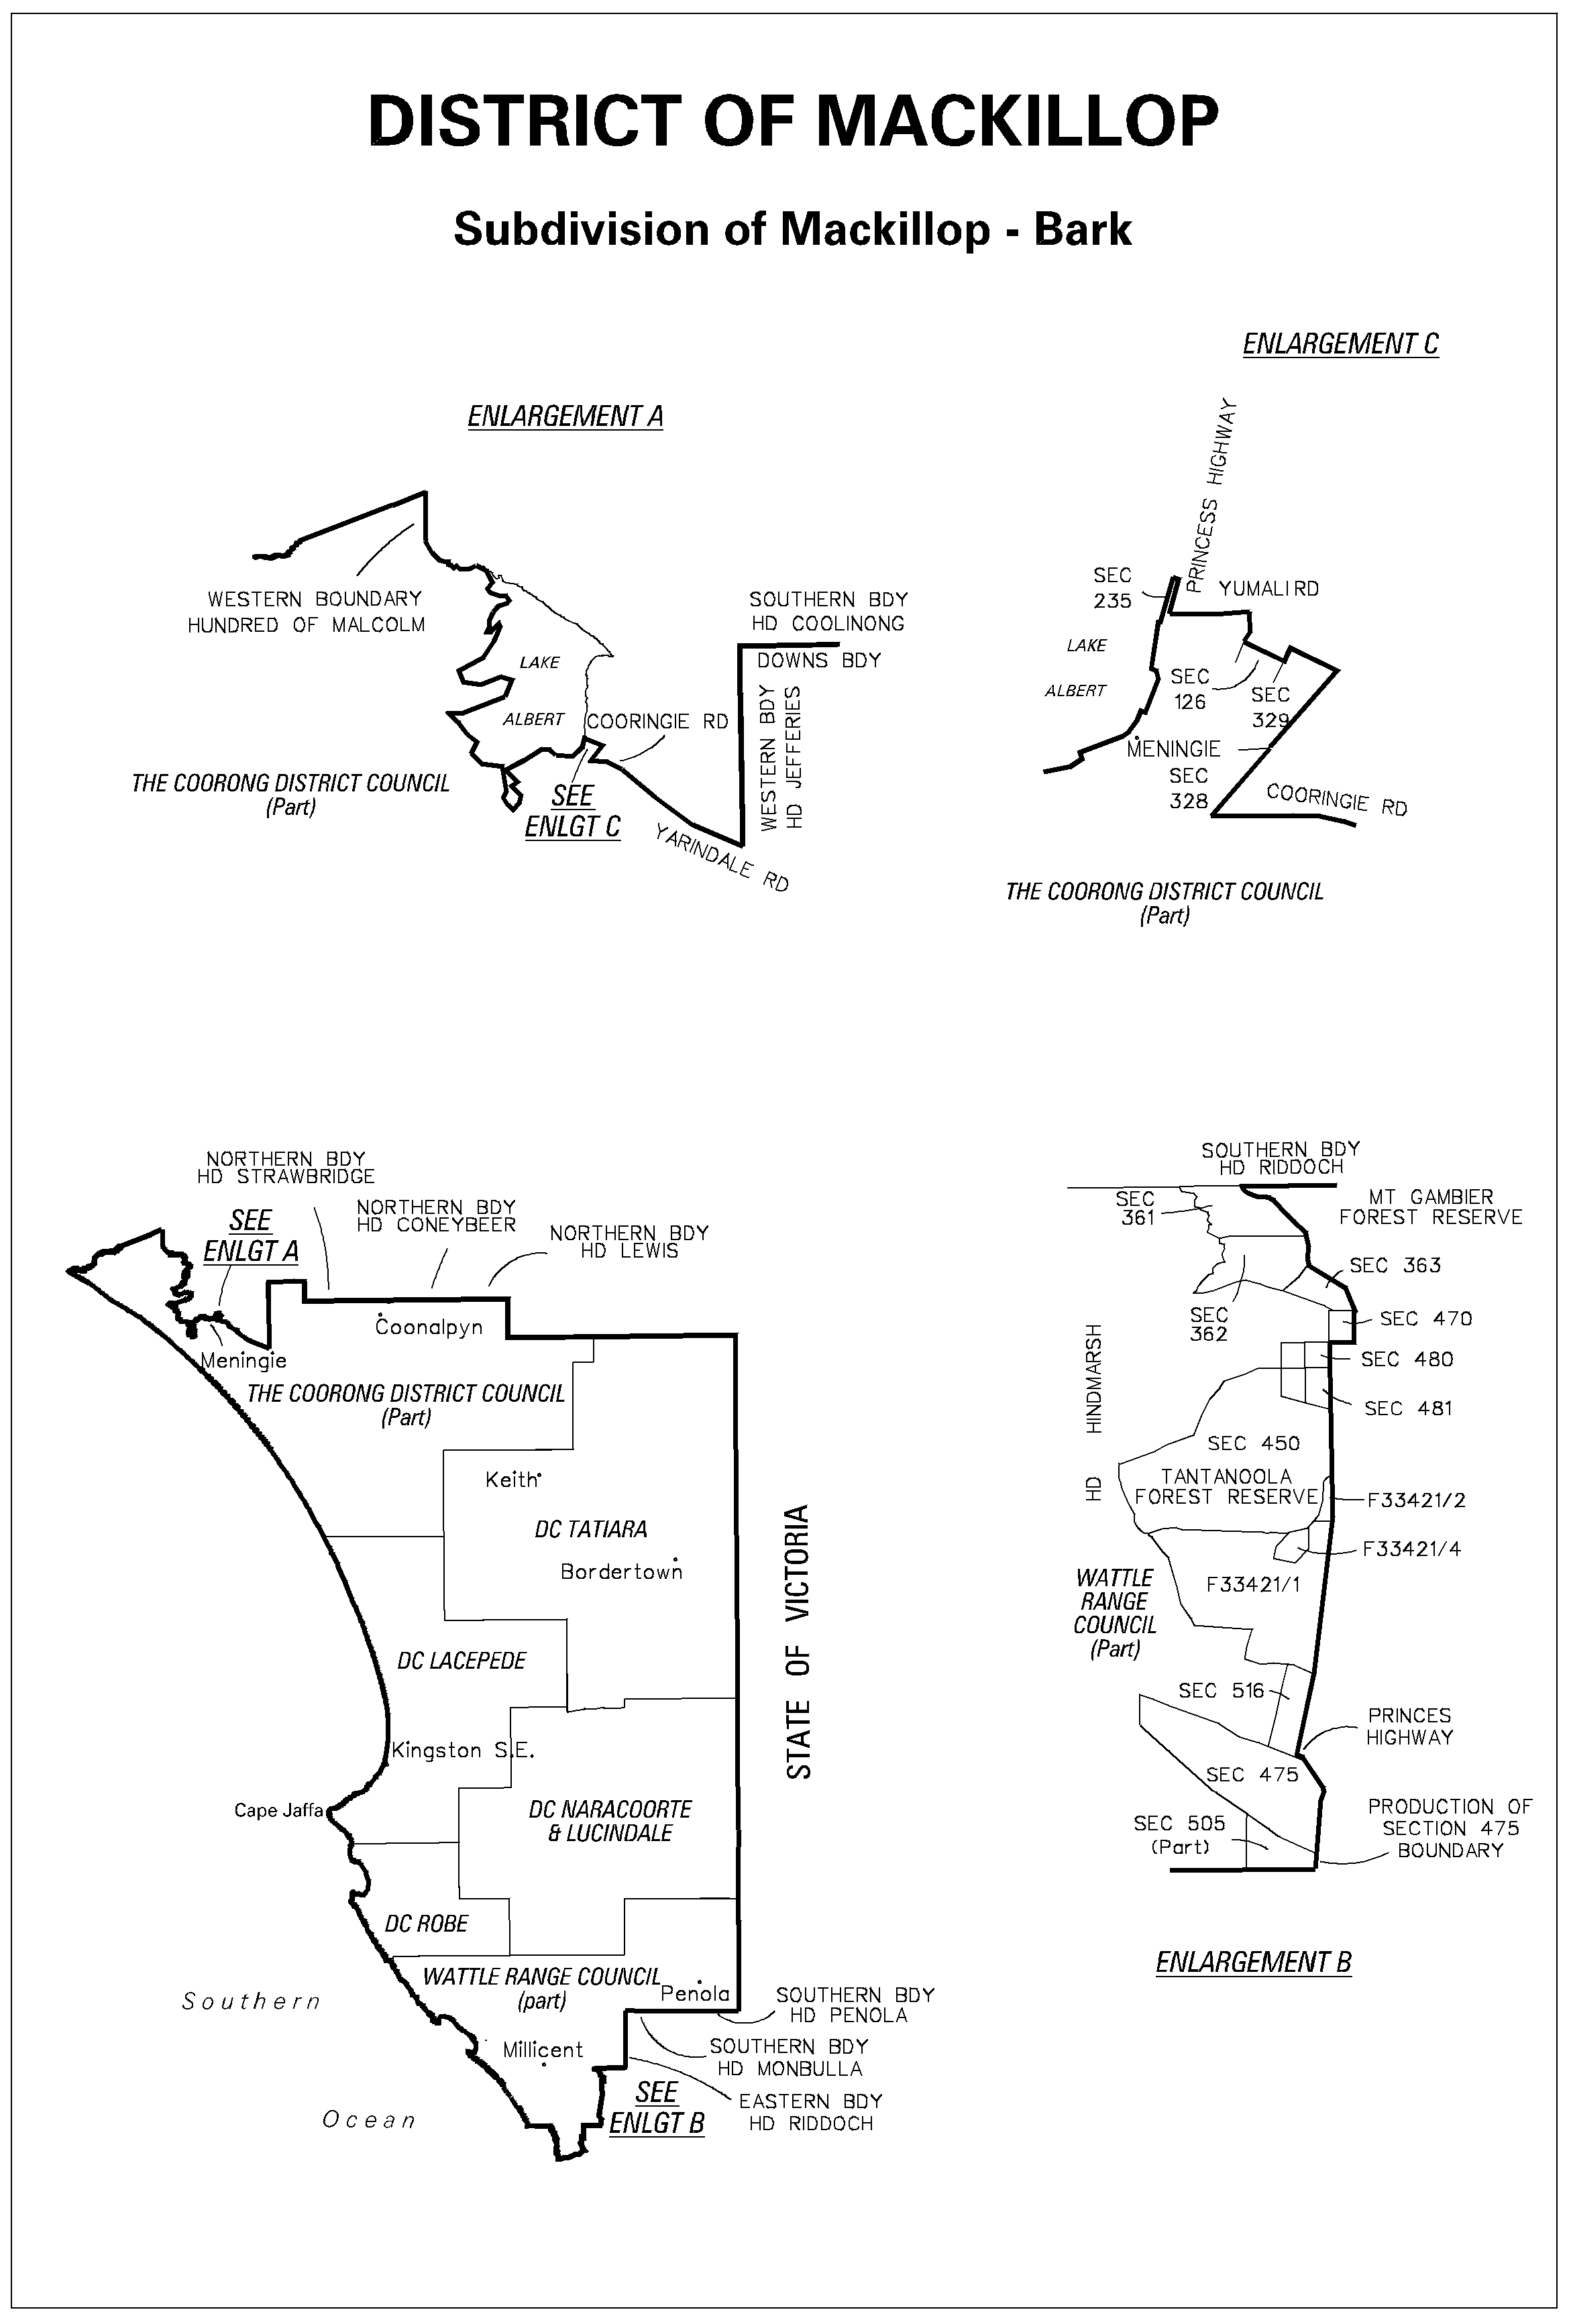 DISTRICT OF MACKILLOP
Subdivision of Mackillop - Bark
ENLARGEMENT A
WESTERN BOUNDARY
HUNDRED OF MALCOLM
LAKE
ALBERT
SOUTHERN BDY
HD COOLINONG
DOWNS BDY
WESTERN BDY
HD JEFFERIES
COORINGIE RD
YARINDALE RD
SEE
ENLGT C
THE COORONG DISTRICT COUNCIL
(Part)
ENLARGEMENT C
PRINCESS HIGHWAY
SEC
235
YUMALI RD
LAKE
ALBERT
SEC
126
SEC
329
MENINGIE
SEC
328
COORINGIE RD
THE COORONG DISTRICT COUNCIL
(Part)
NORTHERN BDY
HD STRAWBRIDGE
NORTHERN BDY
HD CONEYBEER
NORTHERN BDY
HD LEWIS
SEE
ENLGT A
Coonalpyn
Meningie
THE COORONG DISTRICT COUNCIL
(Part)
Keith
DC TATIARA
Bordertown
DC LACEPEDE
Kingston S.E.
Cape Jaffa
DC NARACOORTE
& LUCINDALE
DC ROBE
WATTLE RANGE COUNCIL
(part)
Penola
Millicent
STATE OF VICTORIA
SOUTHERN BDY
HD PENOLA
SOUTHERN BDY
HD MONBULLA
EASTERN BDY
HD RIDDOCH
SEE
ENLGT B
Southern
Ocean
SOUTHERN BDY
HD RIDDOCH
MT GAMBIER
FOREST RESERVE
SEC
361
SEC 363
SEC
362
SEC 470
SEC 480
SEC 481
HD HINDMARSH
SEC 450
TANTANOOLA
FOREST RESERVE
F33421/2
F33421/4
F33421/1
WATTLE
RANGE
COUNCIL
(Part)
SEC 516
PRINCES
HIGHWAY
SEC 475
SEC 505
(Part)
PRODUCTION OF
SECTION 475
BOUNDARY
ENLARGEMENT B